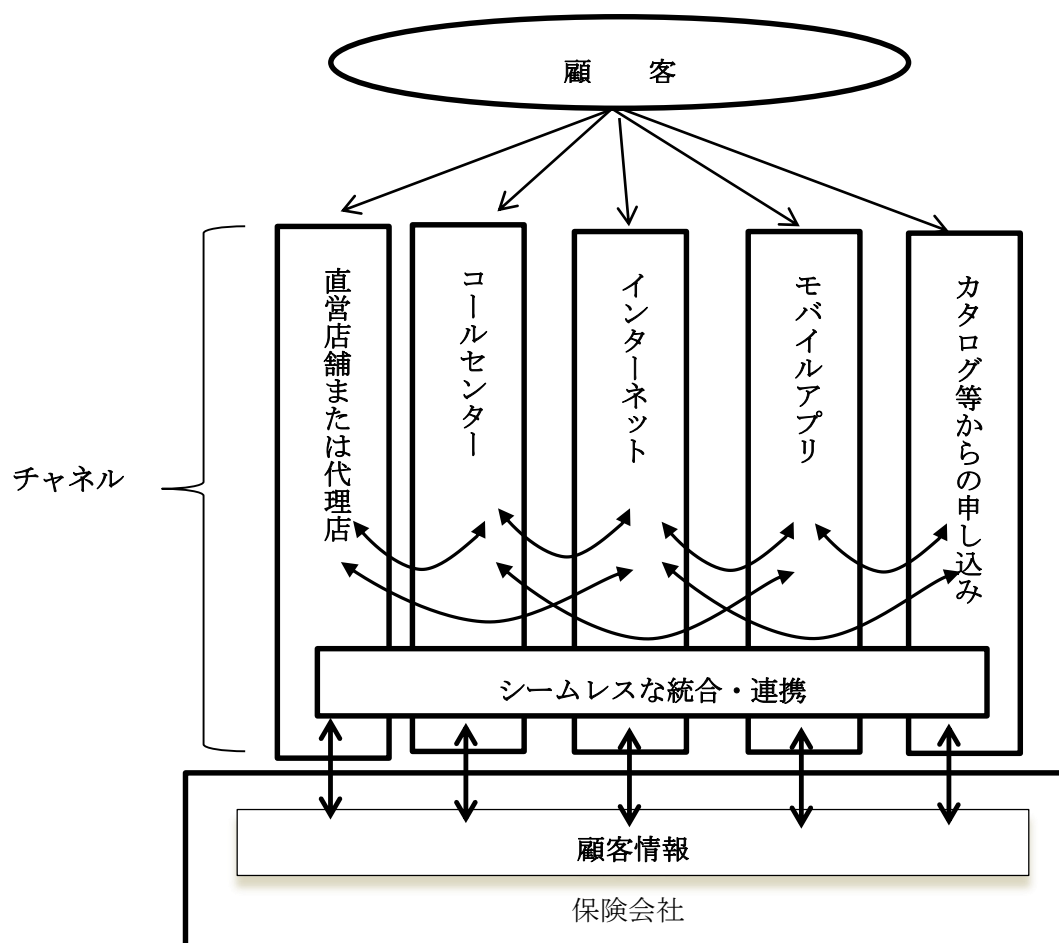 顧　客
直営店舗または代理店
コールセンター
インターネット
モバイルアプリ
カタログ等からの申し込み
チャネル
シームレスな統合・連携
顧客情報
保険会社